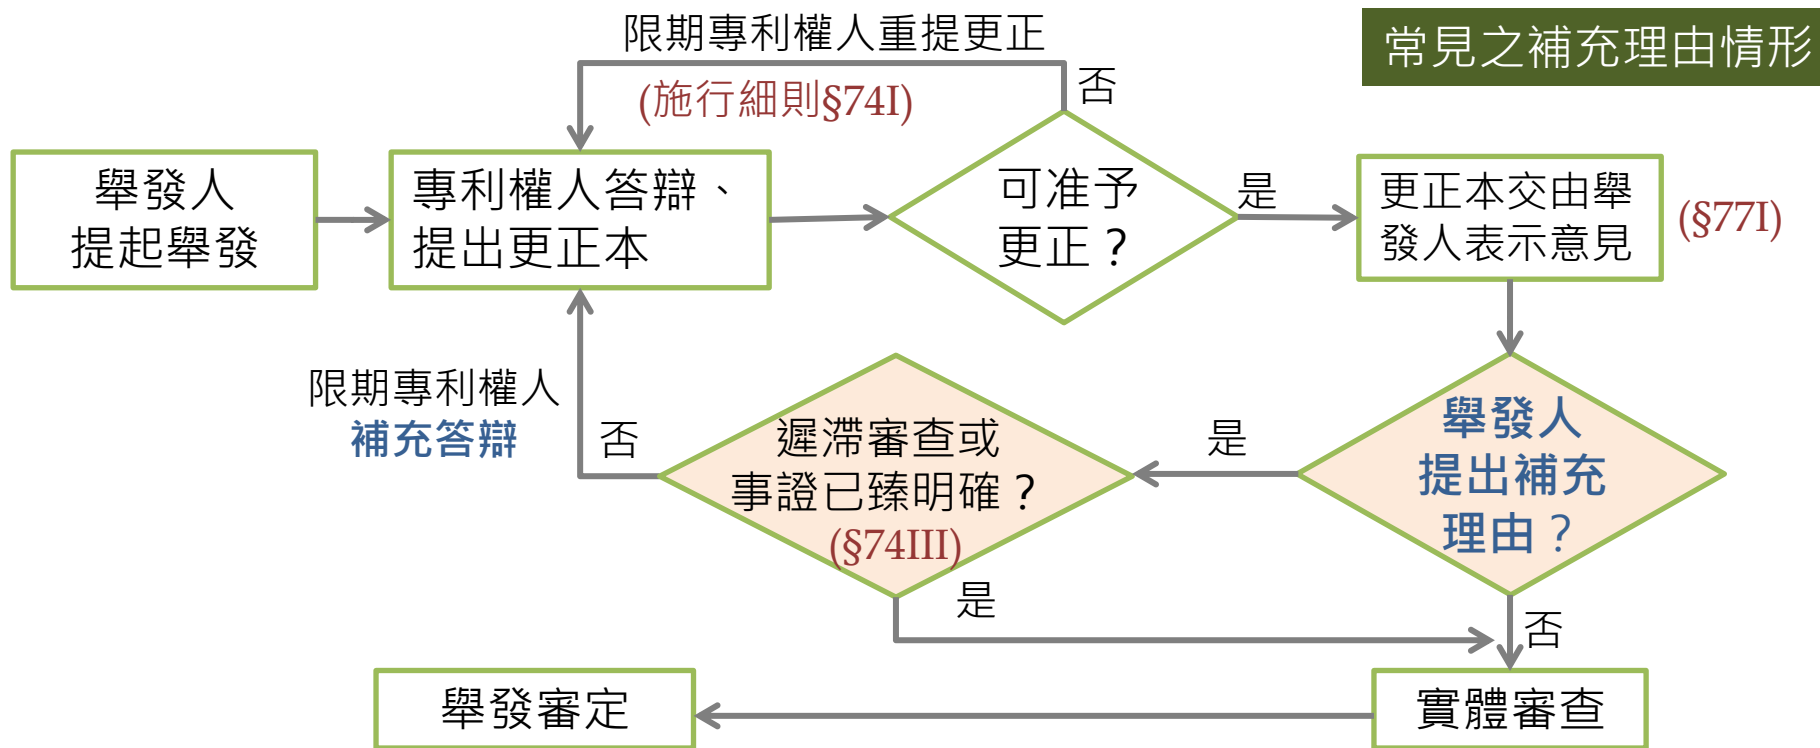 限期專利權人重提更正
(施行細則§74I)
否
常見之補充理由情形
舉發人
提起舉發
專利權人答辯、
提出更正本
可准予
更正？
是
更正本交由舉
發人表示意見
(§77I)
限期專利權人
補充答辯
否
遲滯審查或
事證已臻明確？
(§74III)
是
舉發人
提出補充
理由？
是
否
舉發審定
實體審查